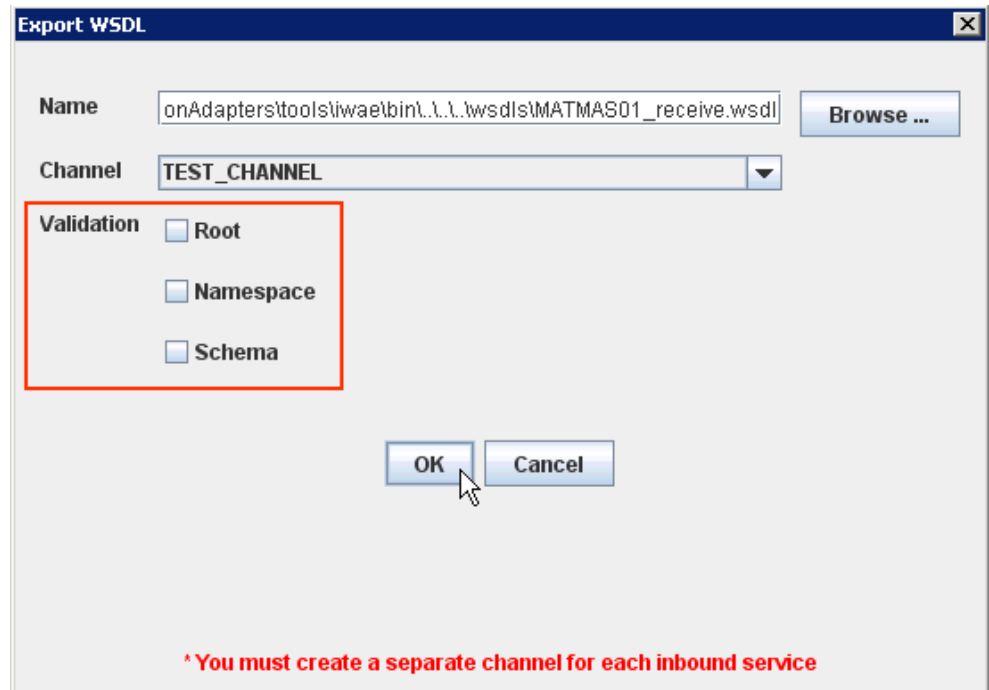 Export WSDL
Name onAdapters\tools\iwae\bin\..\..\..\wsdls\MATMAS01_receive.wsdl Browse ...
Channel TEST_CHANNEL
Validation Root
Namespace
Schema
OK Cancel
* You must create a separate channel for each inbound service